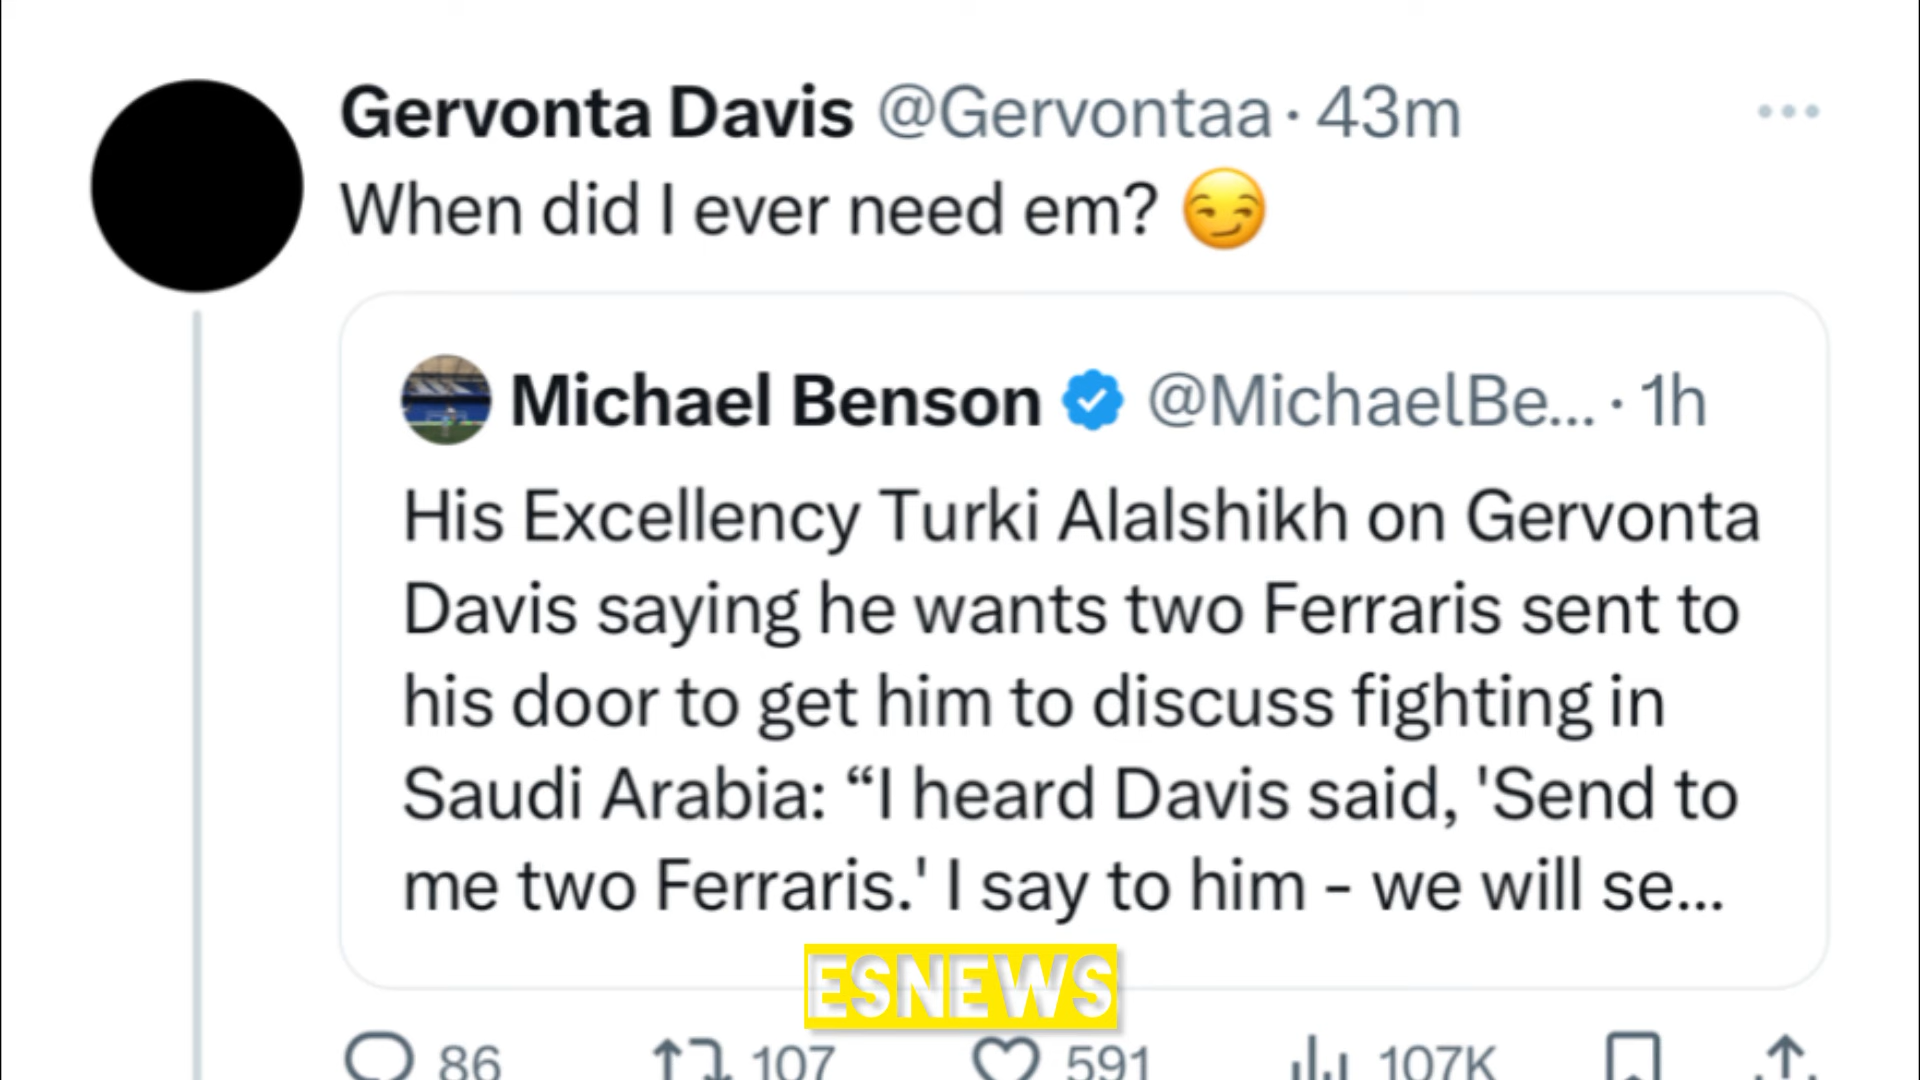 Gervonta Davis @Gervontaa · 43m
When did I ever need em? 😏
Michael Benson @MichaelBe... · 1h
His Excellency Turki Alalshikh on Gervonta
Davis saying he wants two Ferraris sent to
his door to get him to discuss fighting in
Saudi Arabia: “I heard Davis said, 'Send to
me two Ferraris.' I say to him - we will se...
ESNEWS
86 107 591 107K